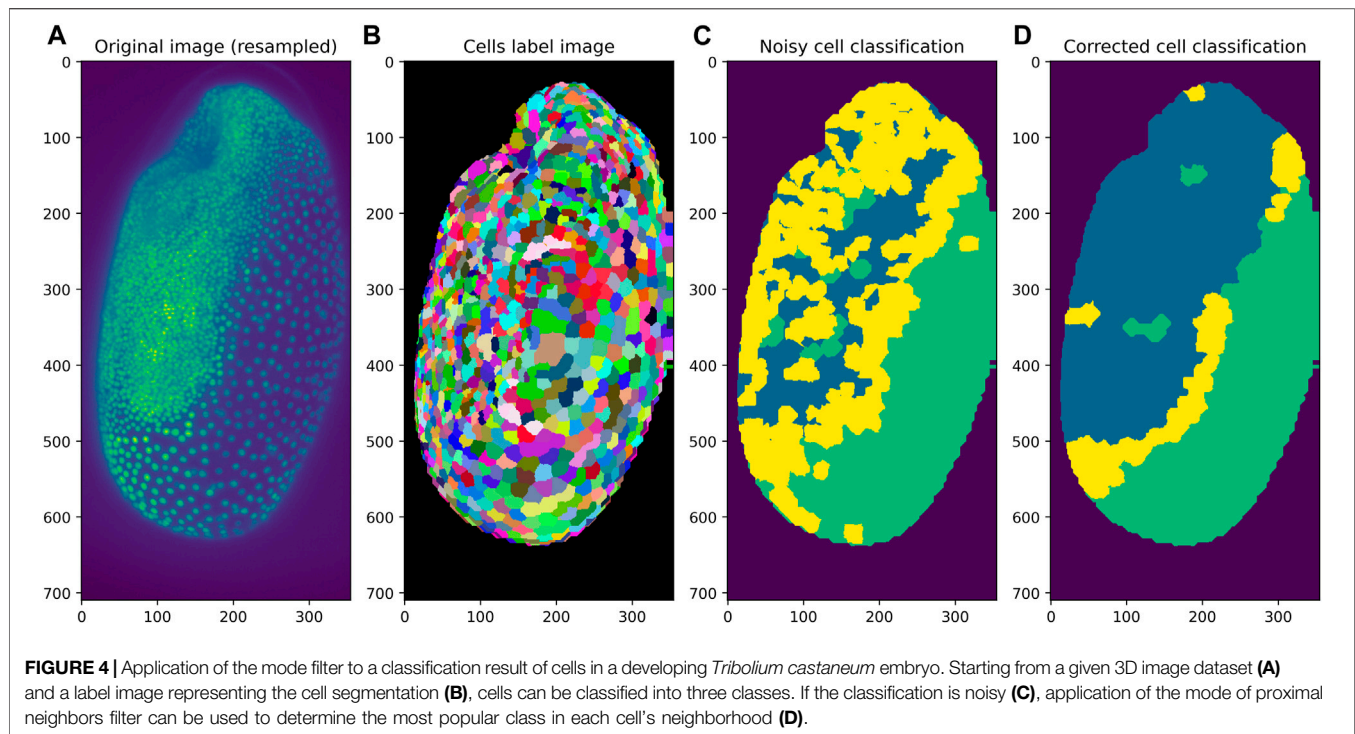 A
Original image (resampled)
B
Cells label image
C
Noisy cell classification
D
Corrected cell classification
0
100
200
300
400
500
600
700
0 100 200 300
0
100
200
300
400
500
600
700
0 100 200 300
0
100
200
300
400
500
600
700
0 100 200 300
0
100
200
300
400
500
600
700
0 100 200 300
FIGURE 4 | Application of the mode filter to a classification result of cells in a developing Tribolium castaneum embryo. Starting from a given 3D image dataset (A)
and a label image representing the cell segmentation (B), cells can be classified into three classes. If the classification is noisy (C), application of the mode of proximal
neighbors filter can be used to determine the most popular class in each cell's neighborhood (D).